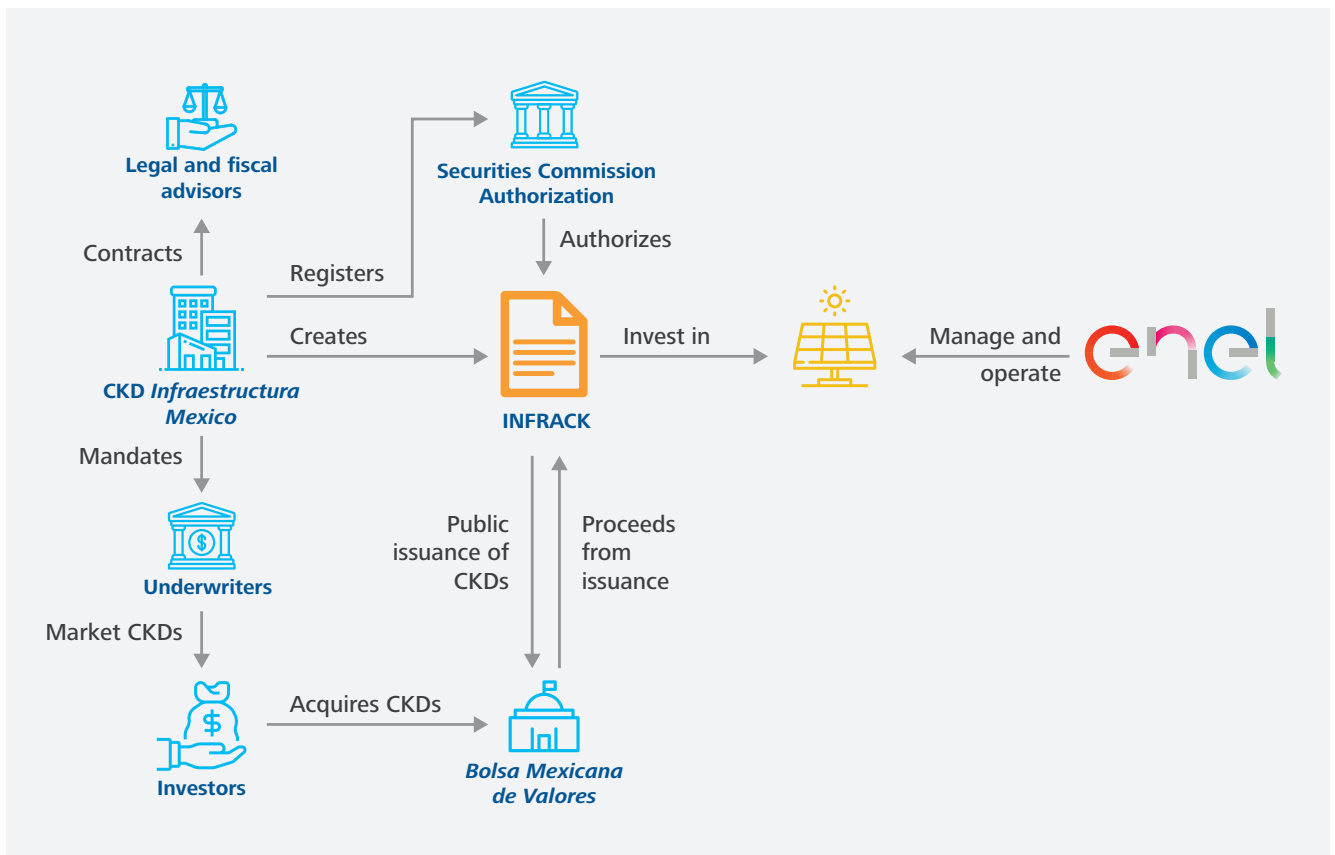 Legal and fiscal
advisors
Securities Commission
Authorization
Contracts
Registers
Authorizes
Creates
Invest in
Manage and
operate
enel
CKD Infraestructura
Mexico
INFRACK
Mandates
Public
issuance of
CKDs
Proceeds
from
issuance
$
Underwriters
Market CKDs
$
Acquires CKDs
Investors
Bolsa Mexicana
de Valores